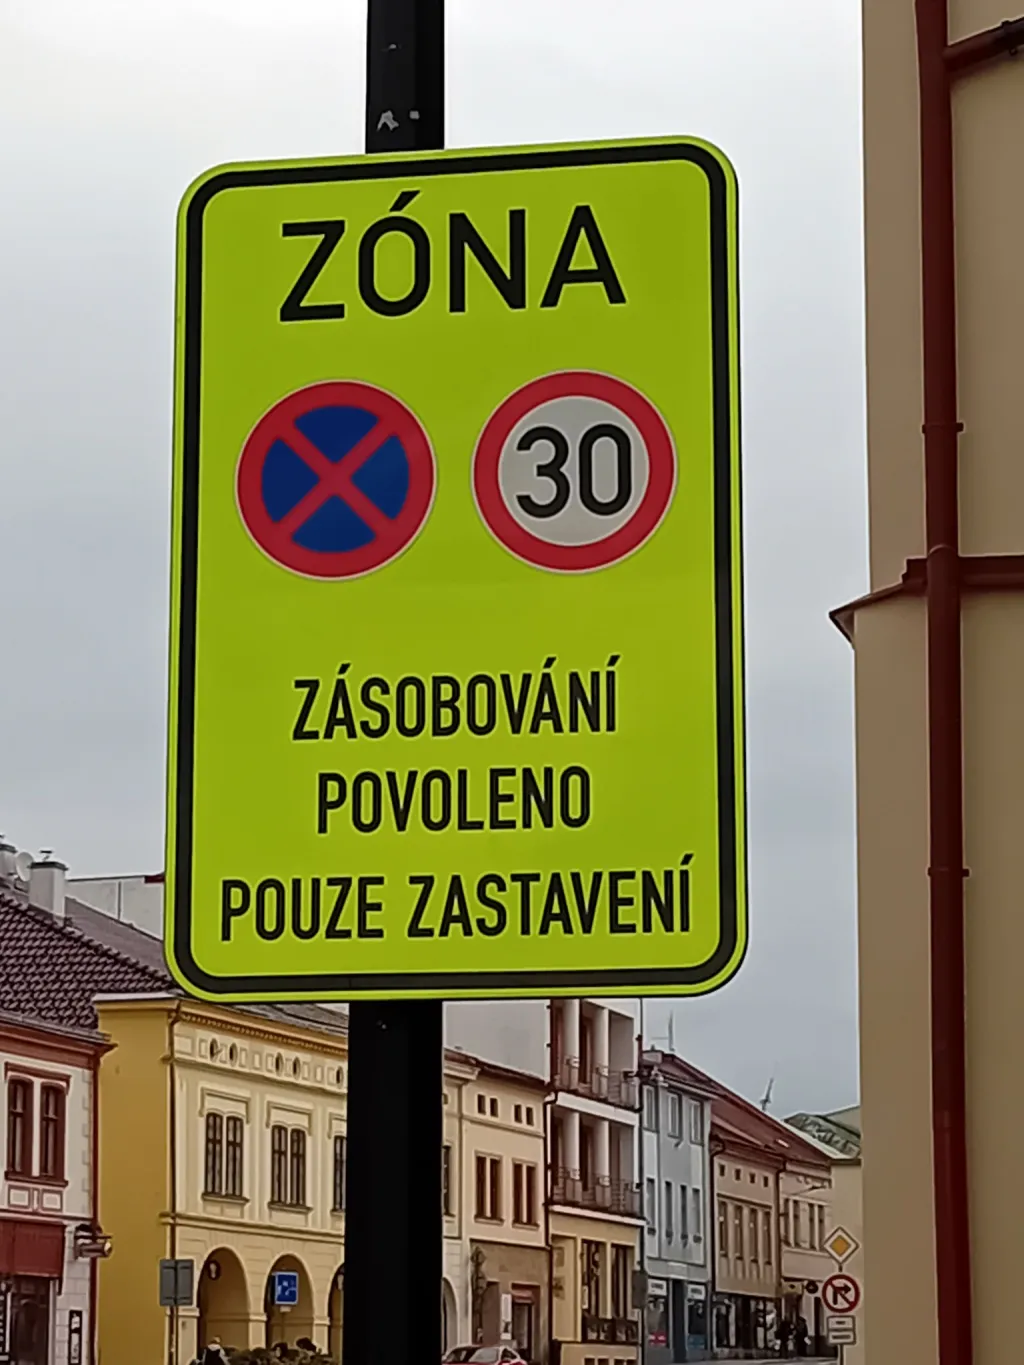 ZÓNA
30
ZÁSOBOVÁNÍ
POVOLENO
POUZE ZASTAVENÍ